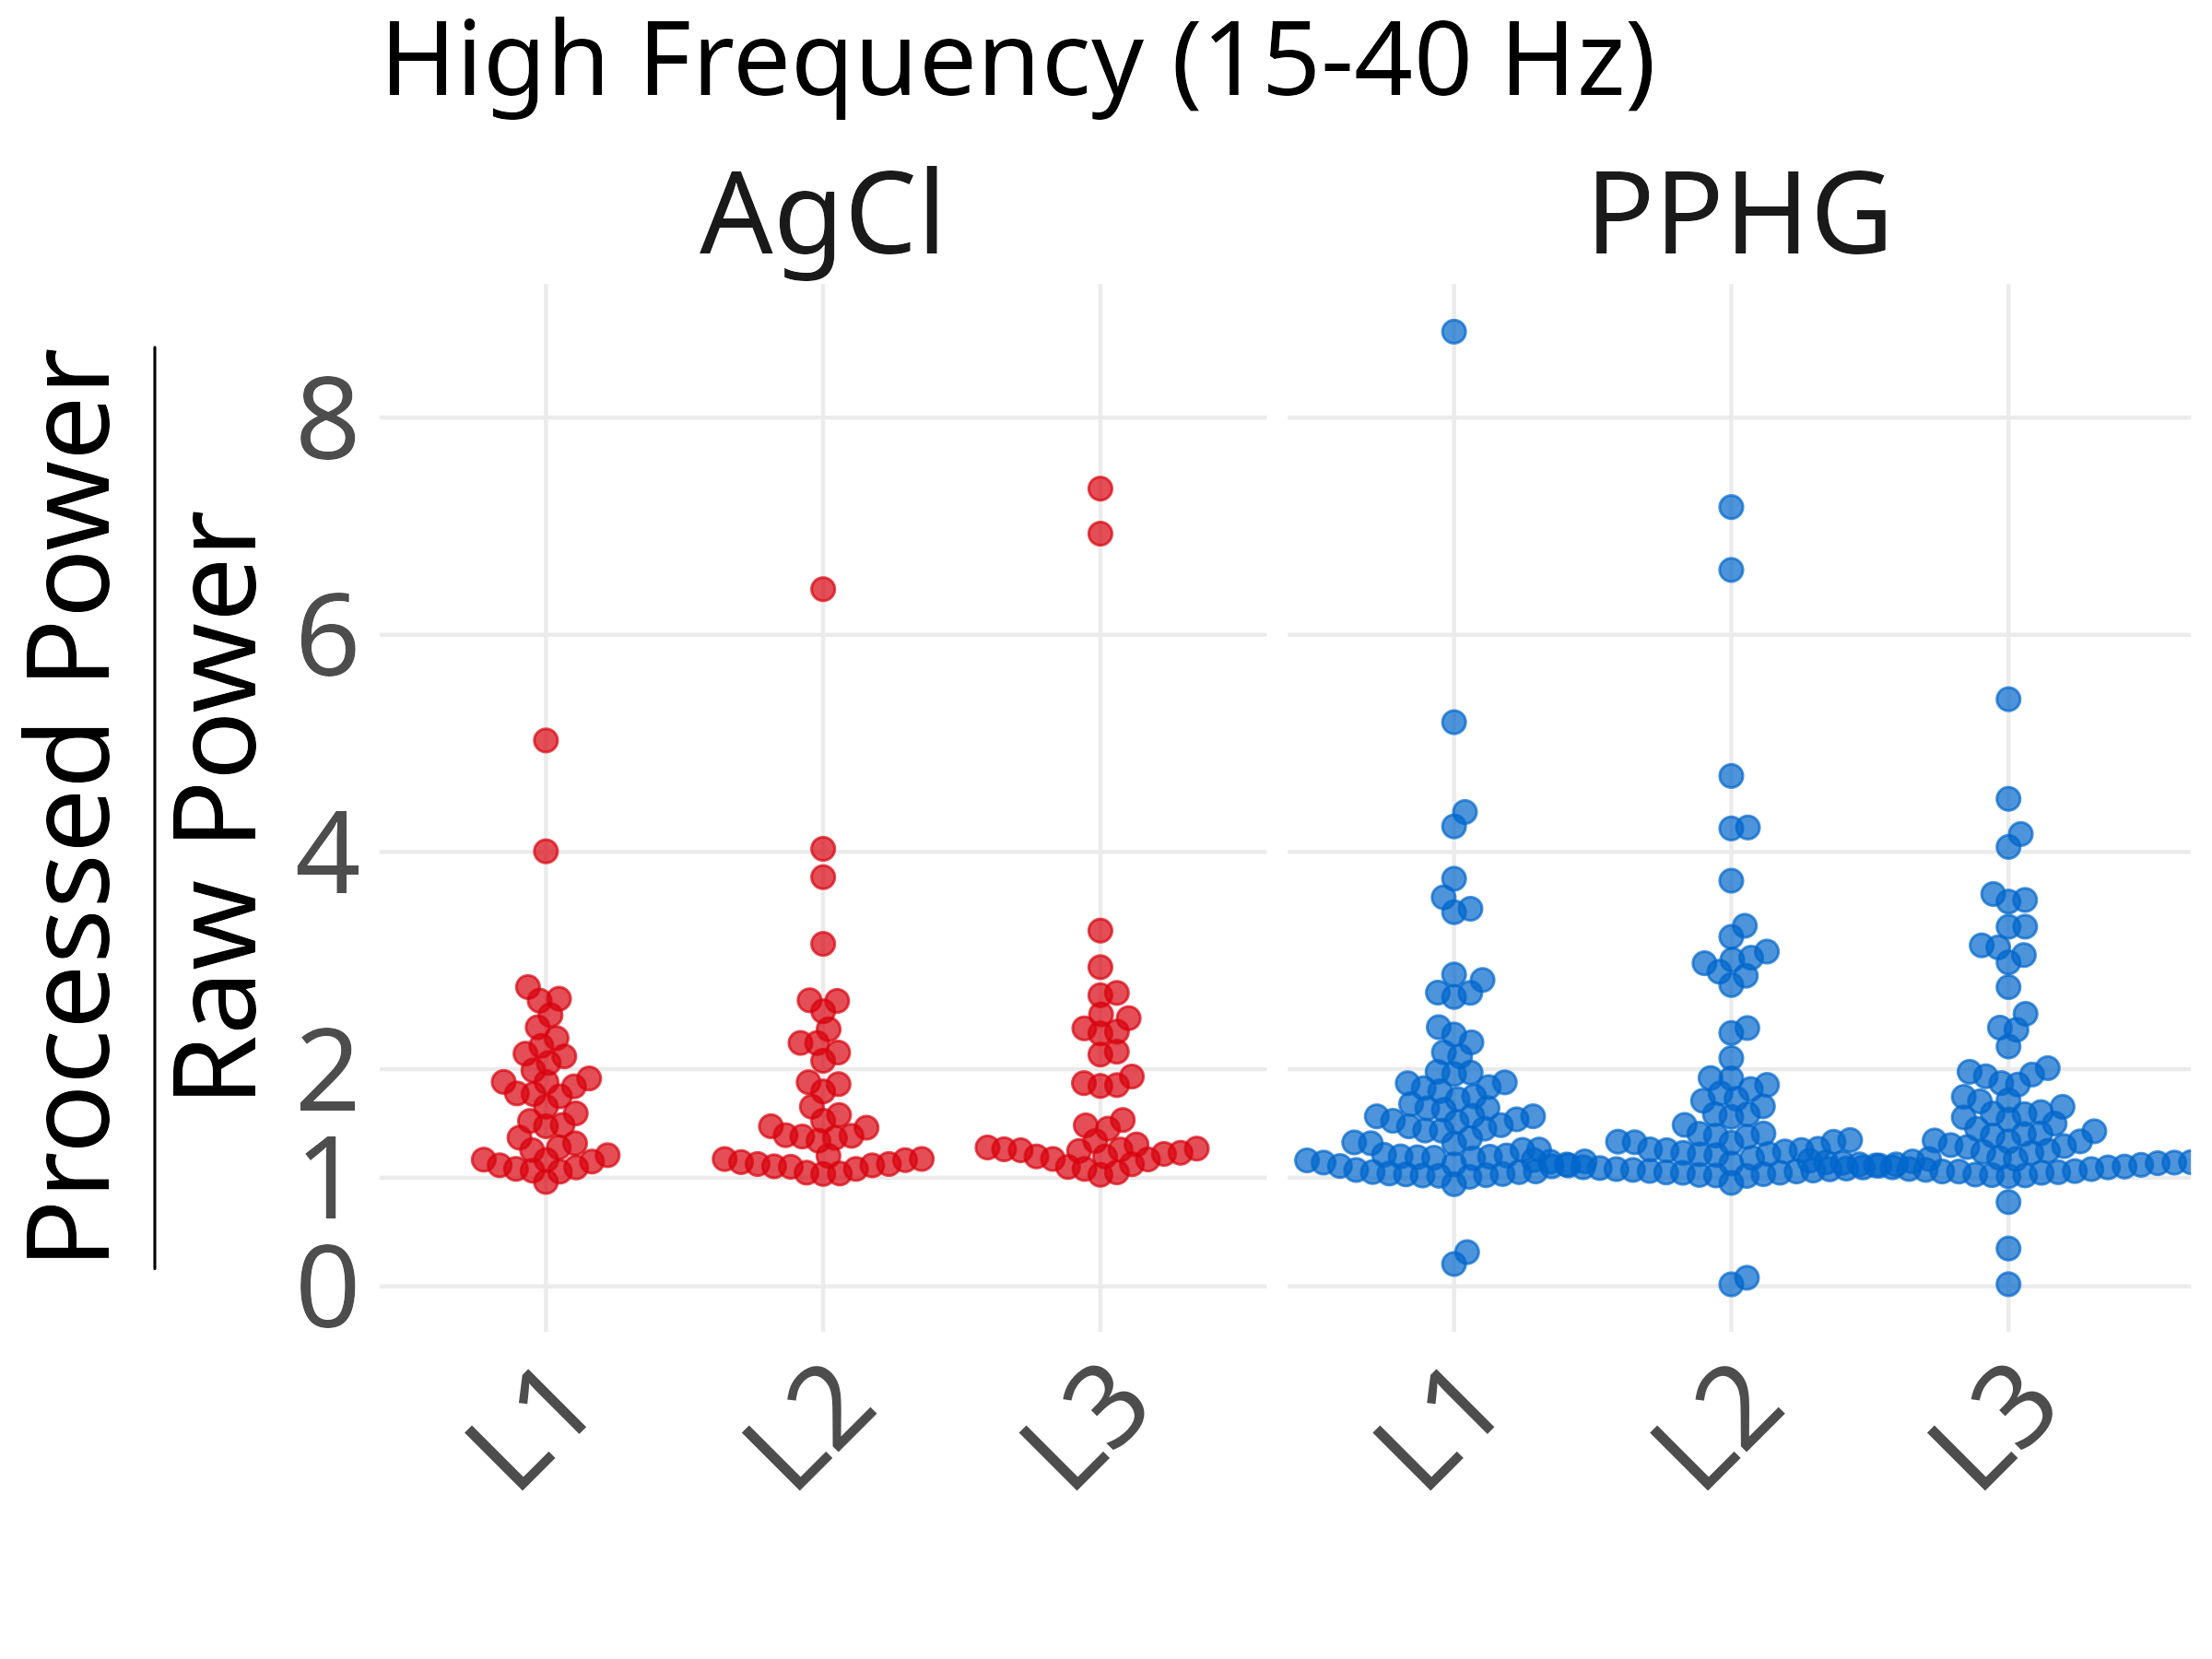 High Frequency (15-40 Hz)
AgCl
PPHG
Processed Power
Raw Power
8
6
4
2
1
0
L1
L2
L3
L1
L2
L3